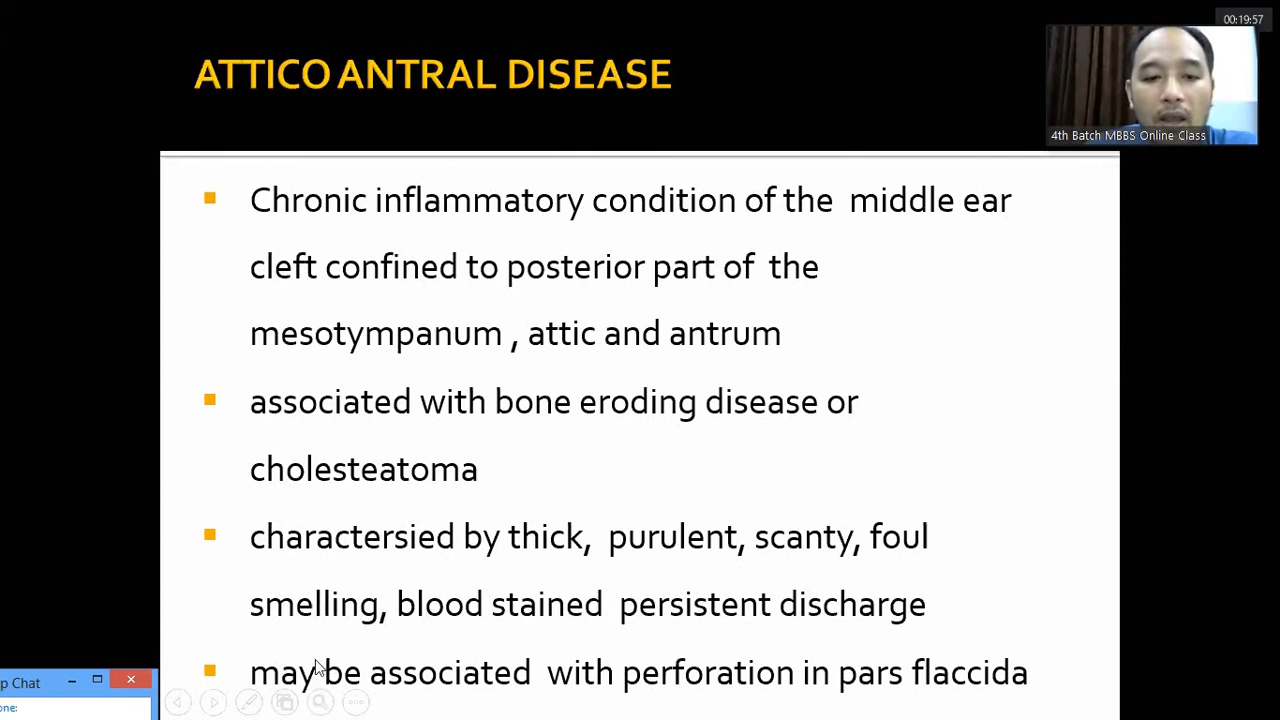 00:19:57
ATTICO ANTRAL DISEASE
4th Batch MBBS Online Class
Chronic inflammatory condition of the middle ear
cleft confined to posterior part of the
mesotympanum , attic and antrum
associated with bone eroding disease or
cholesteatoma
charactersied by thick, purulent, scanty, foul
smelling, blood stained persistent discharge
may be associated with perforation in pars flaccida
p Chat
one: